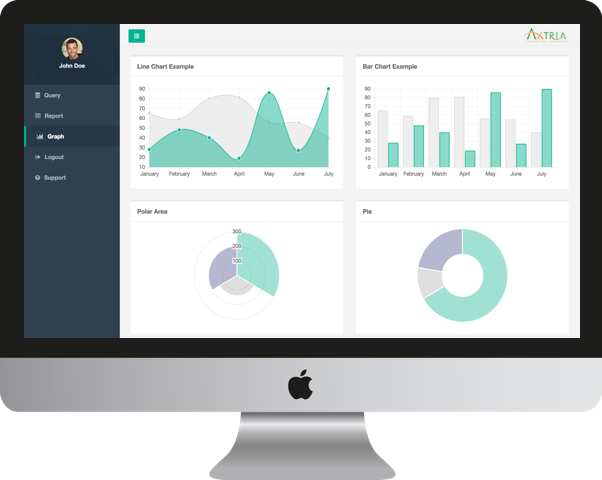 John Doe
Query
Report
Graph
Logout
Support
AXTRIA
Line Chart Example
90
80
70
60
50
40
30
20
10
January February March April May June July
Bar Chart Example
90
80
70
60
50
40
30
20
10
0
January February March April May June July
Polar Area
300
200
100
Pie